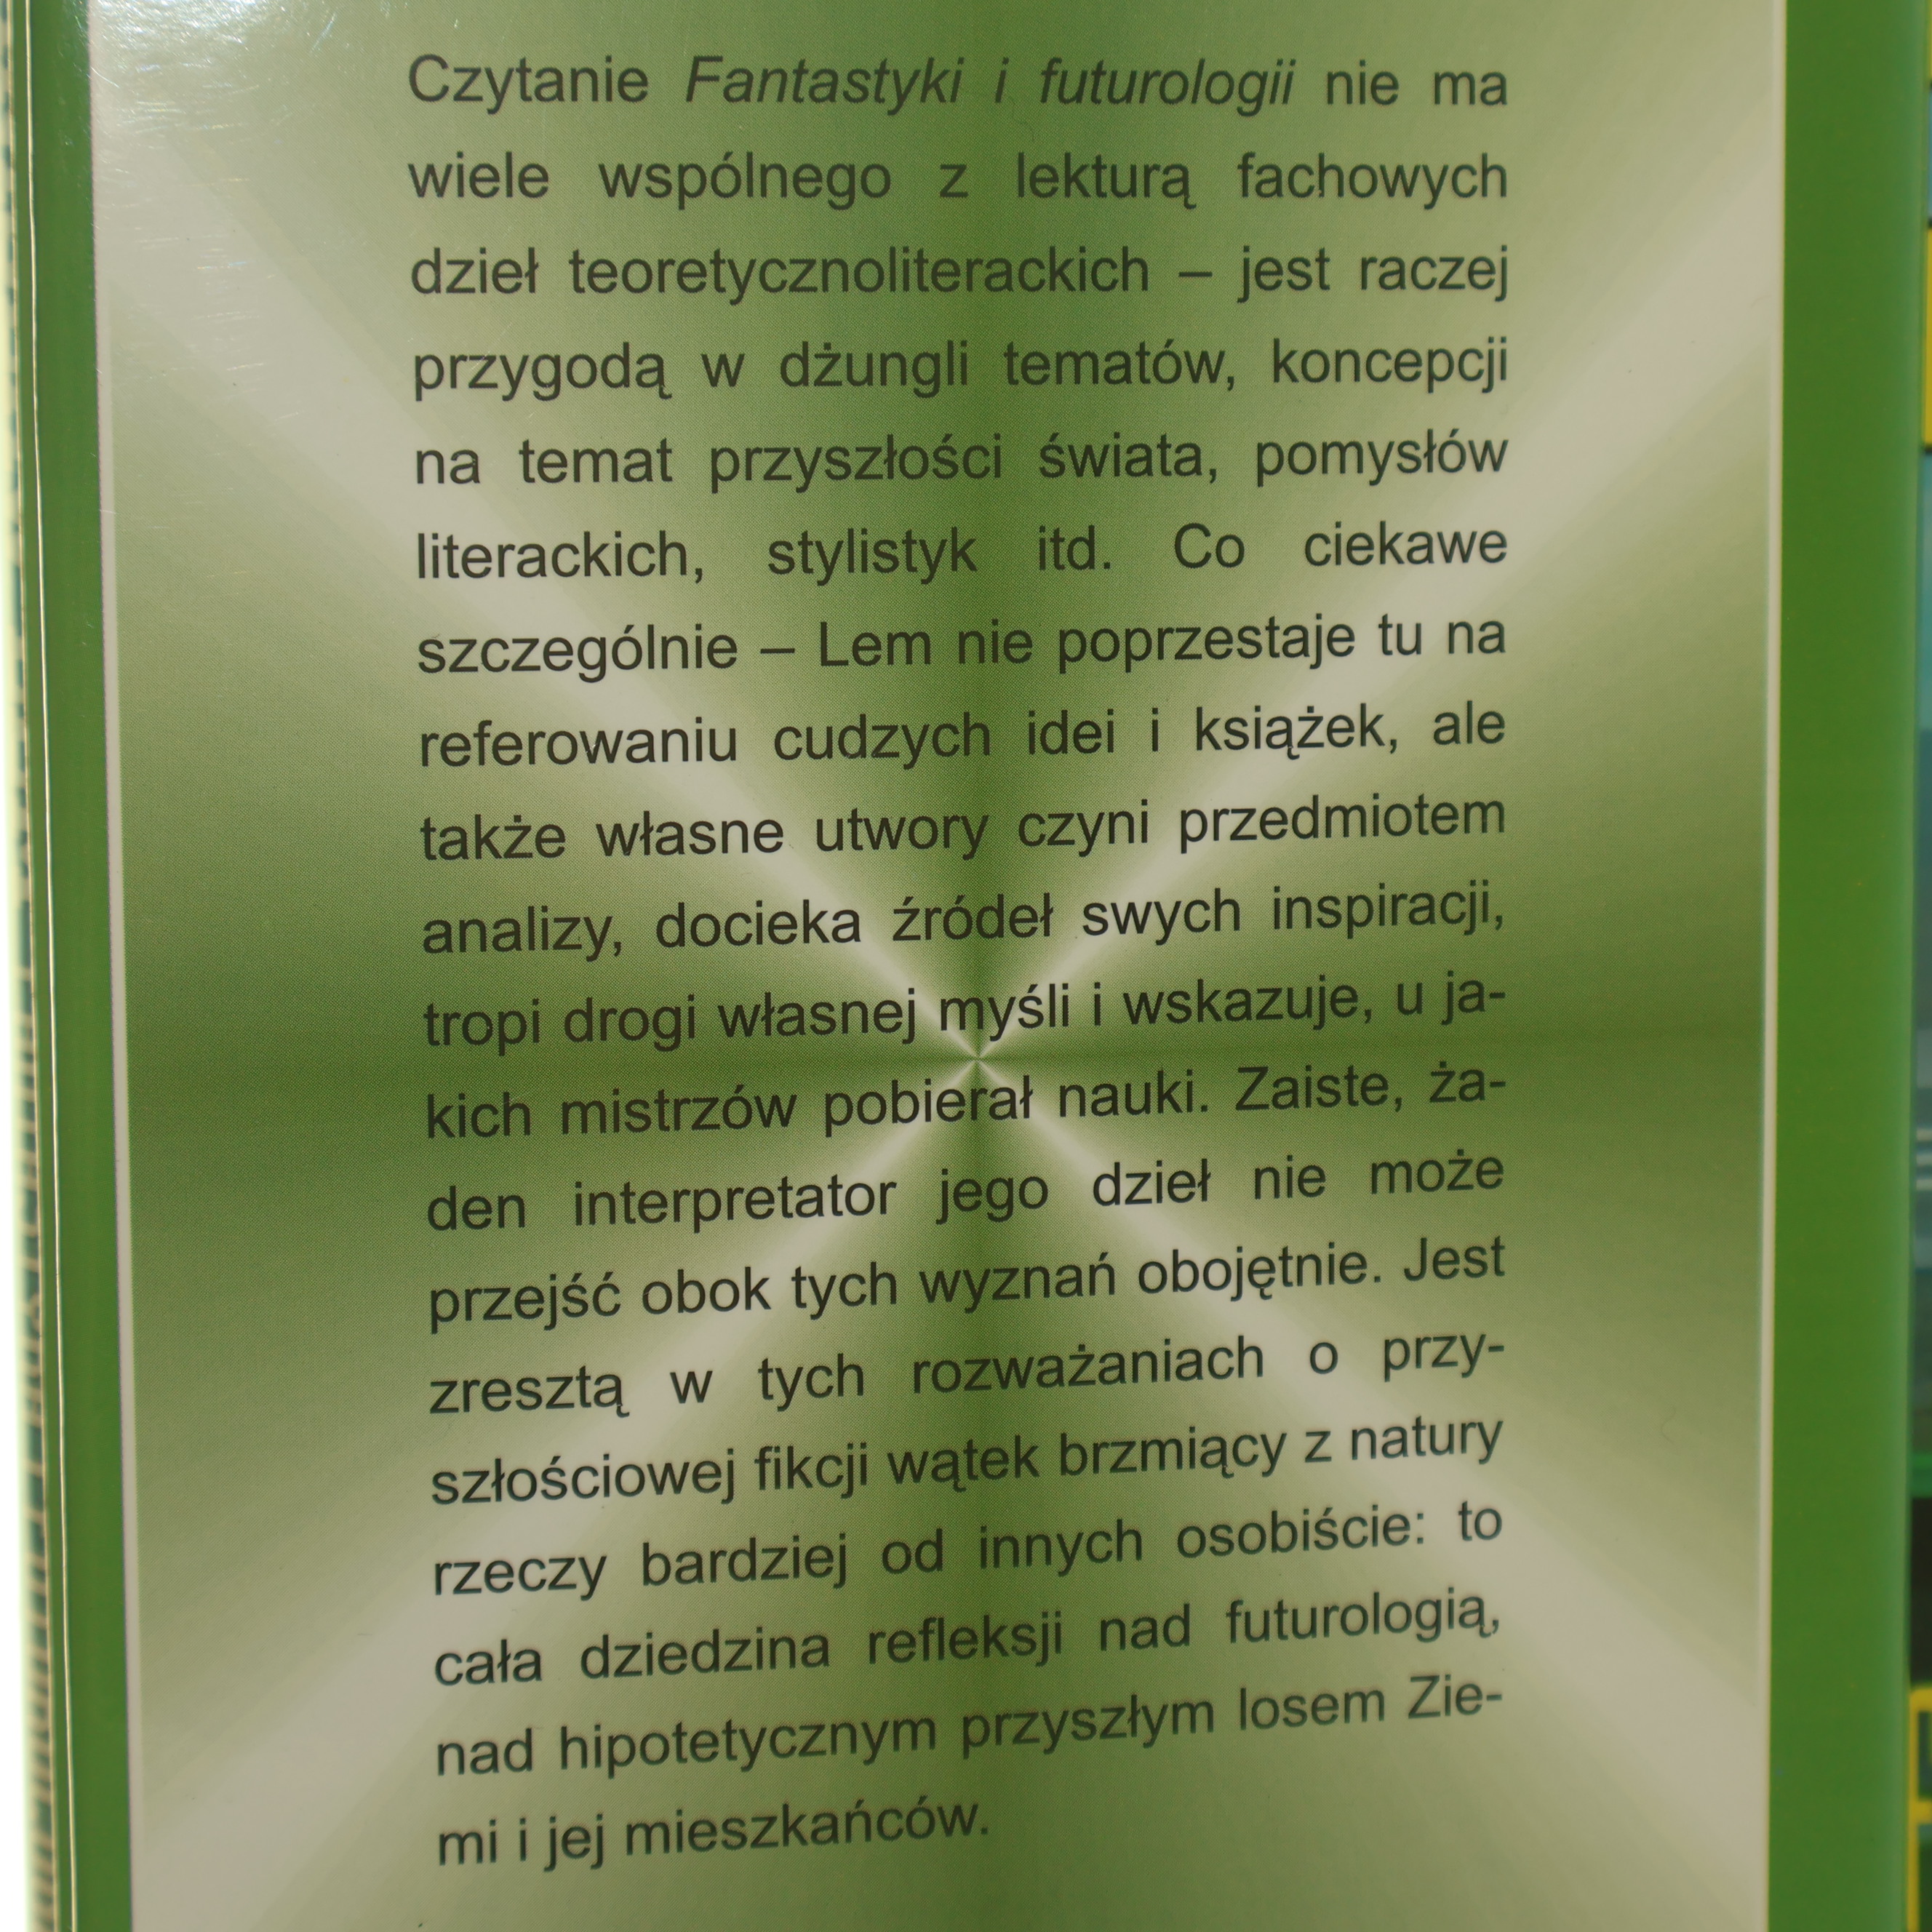 Czytanie Fantastyki i futurologii nie ma
wiele wspólnego z lekturą fachowych
dzieł teoretycznoliterackich – jest raczej
przygodą w dżungli tematów, koncepcji
na temat przyszłości świata, pomysłów
literackich, stylistyk itd. Co ciekawe
szczególnie – Lem nie poprzestaje tu na
referowaniu cudzych idei i książek, ale
także własne utwory czyni przedmiotem
analizy, docieka źródeł swych inspiracji,
tropi drogi własnej myśli i wskazuje, u ja-
kich mistrzów pobierał nauki. Zaiste, ża-
den interpretator jego dzieł nie może
przejść obok tych wyznań obojętnie. Jest
zresztą w tych rozważaniach o przy-
szłościowej fikcji wątek brzmiący z natury
rzeczy bardziej od innych osobiście: to
cała dziedzina refleksji nad futurologią,
nad hipotetycznym przyszłym losem Zie-
mi i jej mieszkańców.